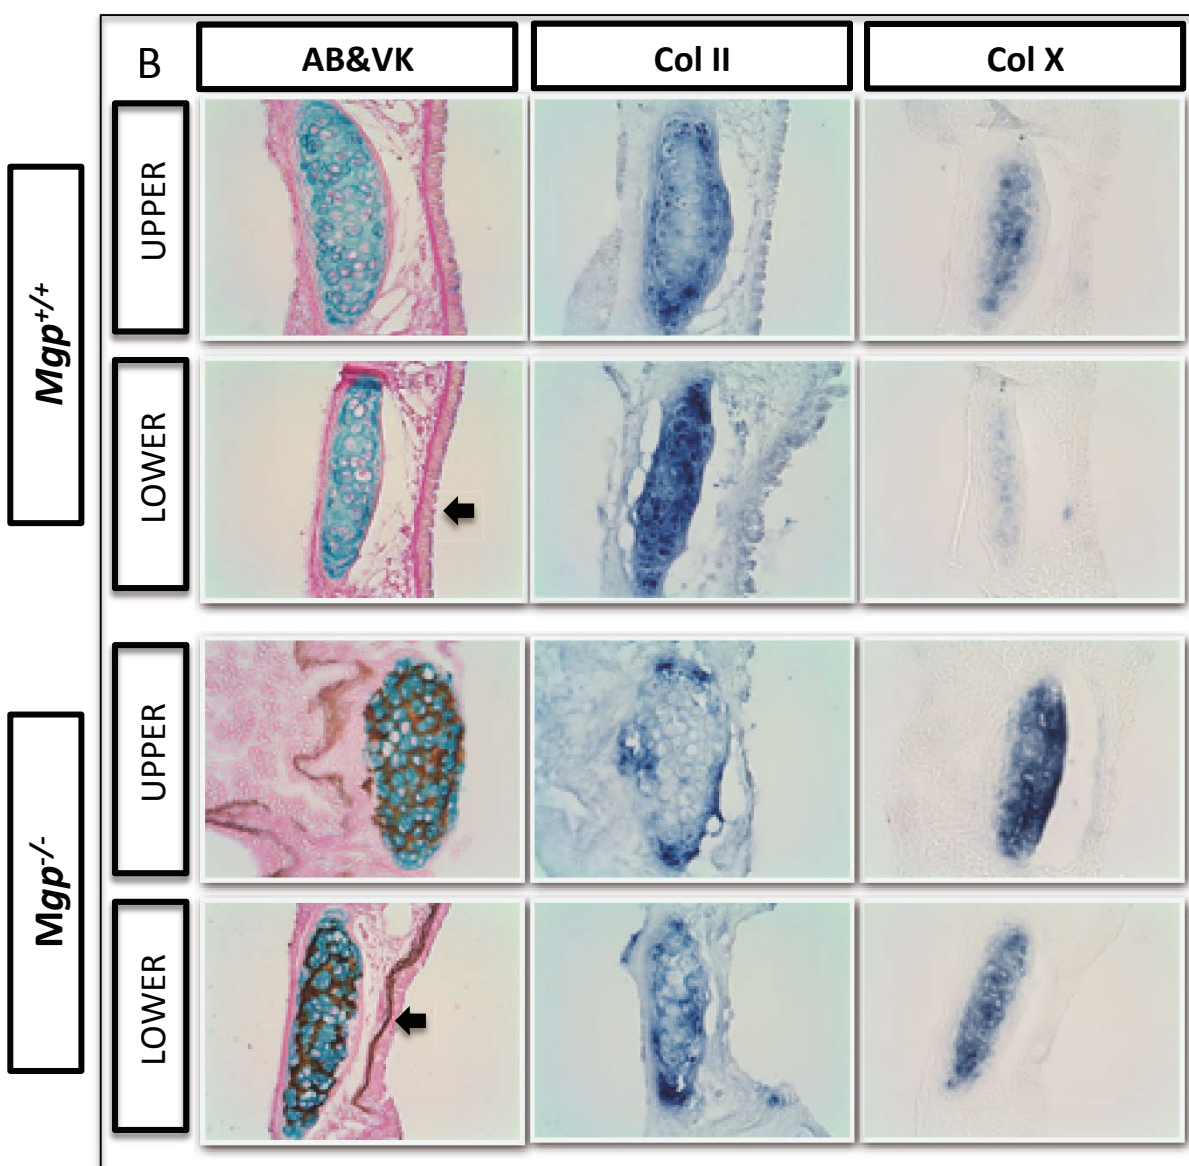 B
AB&VK
Col II
Col X
Mgp+/+
UPPER
LOWER
Mgp-/-
UPPER
LOWER